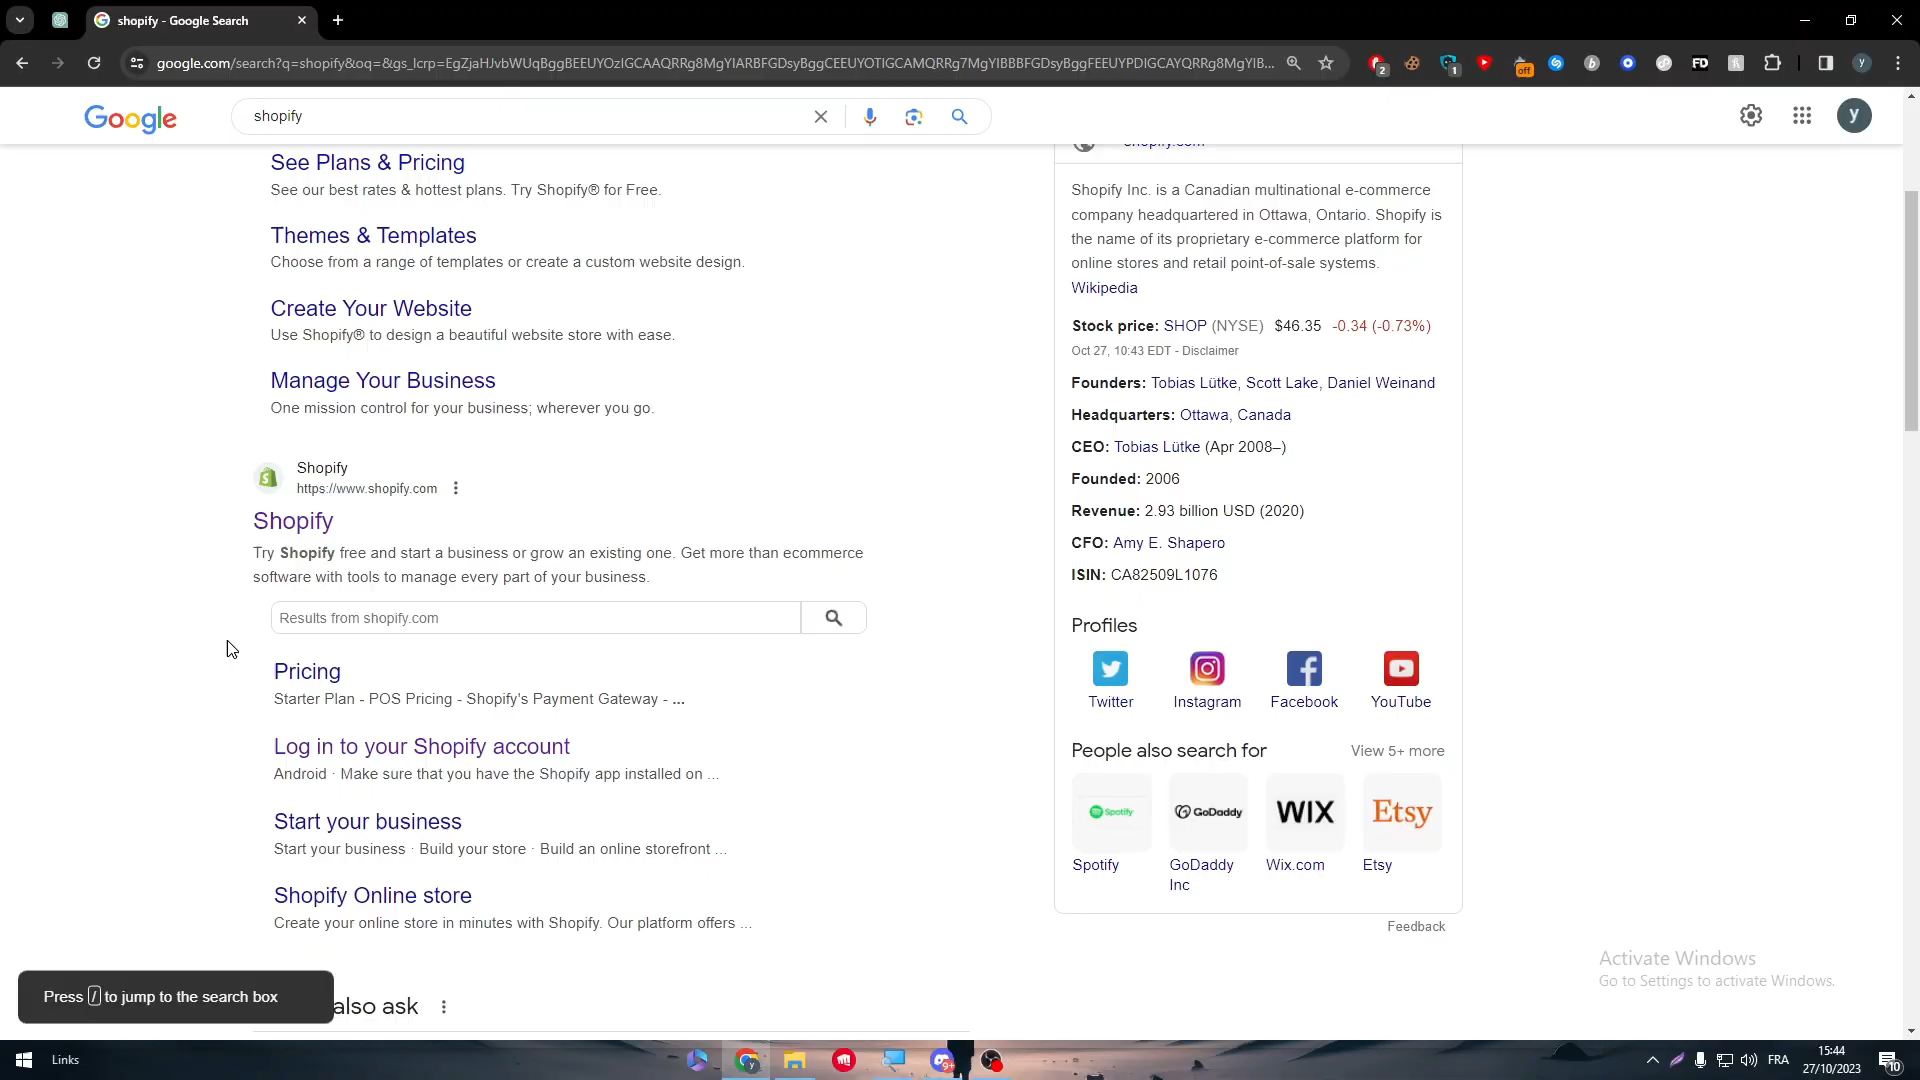 shopify - Google Search
google.com/search?q=shopify&oq=&gs_lcrp=EgZjaHJvbWUqBggBEEUYOzIGCAAQRRg8MgYIARBFGDsyBggCEEUYOTIGCAMQRRg7MgYIBBBFGDsyBggFEEUYPDIGCAYQRRg8MgYIB...
2
1
off
FD
y
Google
shopify
y
See Plans & Pricing
See our best rates & hottest plans. Try Shopify® for Free.
Themes & Templates
Choose from a range of templates or create a custom website design.
Create Your Website
Use Shopify® to design a beautiful website store with ease.
Manage Your Business
One mission control for your business; wherever you go.
Shopify
https://www.shopify.com
Shopify
Try Shopify free and start a business or grow an existing one. Get more than ecommerce
software with tools to manage every part of your business.
Results from shopify.com
Pricing
Starter Plan - POS Pricing - Shopify's Payment Gateway - ...
Log in to your Shopify account
Android · Make sure that you have the Shopify app installed on ...
Start your business
Start your business · Build your store · Build an online storefront ...
Shopify Online store
Create your online store in minutes with Shopify. Our platform offers ...
also ask
Press / to jump to the search box
shopify.com
Shopify Inc. is a Canadian multinational e-commerce
company headquartered in Ottawa, Ontario. Shopify is
the name of its proprietary e-commerce platform for
online stores and retail point-of-sale systems.
Wikipedia
Stock price: SHOP (NYSE) $46.35 -0.34 (-0.73%)
Oct 27, 10:43 EDT - Disclaimer
Founders: Tobias Lütke, Scott Lake, Daniel Weinand
Headquarters: Ottawa, Canada
CEO: Tobias Lütke (Apr 2008–)
Founded: 2006
Revenue: 2.93 billion USD (2020)
CFO: Amy E. Shapero
ISIN: CA82509L1076
Profiles
Twitter
Instagram
Facebook
YouTube
People also search for
View 5+ more
Spotify
GoDaddy
WIX
Etsy
Spotify
GoDaddy
Inc
Wix.com
Etsy
Feedback
Activate Windows
Go to Settings to activate Windows.
Links
9+
FRA
15:44
27/10/2023
10